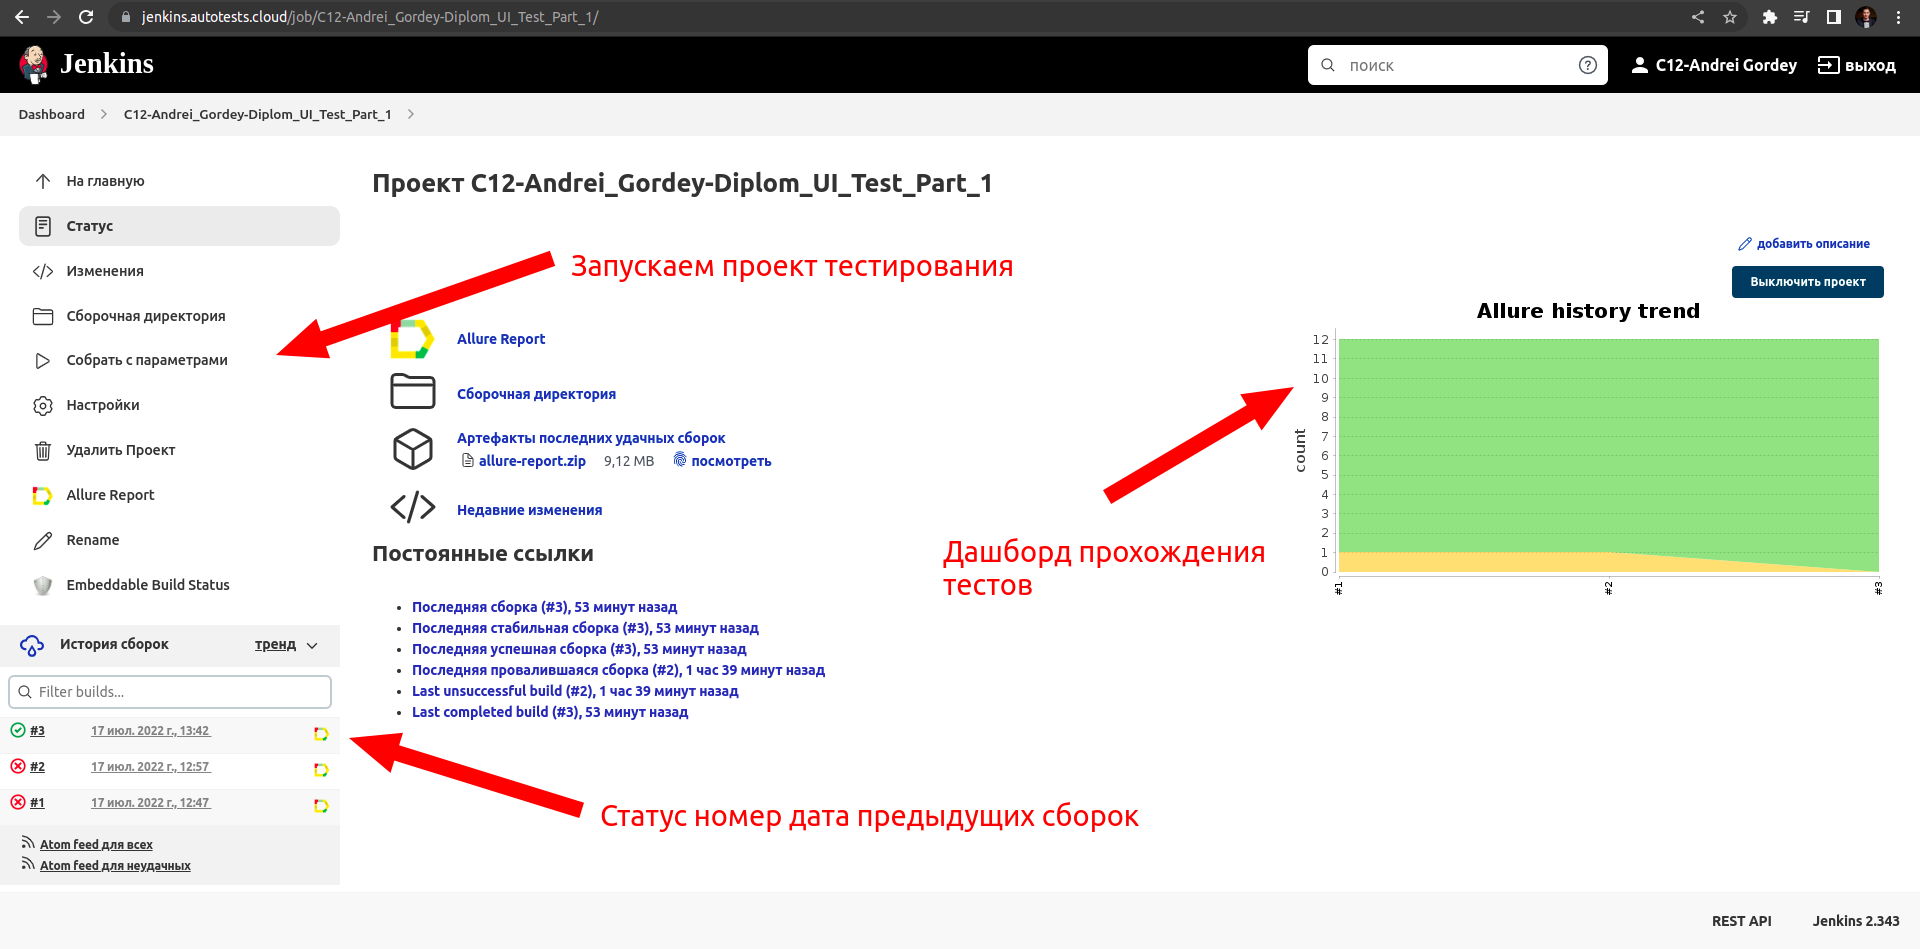 jenkins.autotests.cloud/job/C12-Andrei_Gordey-Diplom_UI_Test_Part_1/
Jenkins
поиск
C12-Andrei Gordey
выход
Dashboard
C12-Andrei_Gordey-Diplom_UI_Test_Part_1
На главную
Статус
Изменения
Сборочная директория
Собрать с параметрами
Настройки
Удалить Проект
Allure Report
Rename
Embeddable Build Status
История сборок
тренд
Filter builds...
#3 17 июл. 2022 г., 13:42
#2 17 июл. 2022 г., 12:57
#1 17 июл. 2022 г., 12:47
Atom feed для всех
Atom feed для неудачных
Проект C12-Andrei_Gordey-Diplom_UI_Test_Part_1
Запускаем проект тестирования
Allure Report
Сборочная директория
Артефакты последних удачных сборок
allure-report.zip 9,12 MB посмотреть
Недавние изменения
Постоянные ссылки
Последняя сборка (#3), 53 минут назад
Последняя стабильная сборка (#3), 53 минут назад
Последняя успешная сборка (#3), 53 минут назад
Последняя провалившаяся сборка (#2), 1 час 39 минут назад
Last unsuccessful build (#2), 1 час 39 минут назад
Last completed build (#3), 53 минут назад
Статус номер дата предыдущих сборок
добавить описание
Выключить проект
Allure history trend
12
11
10
9
8
7
6
5
4
3
2
1
0
count
#1
#2
#3
Дашборд прохождения
тестов
REST API
Jenkins 2.343